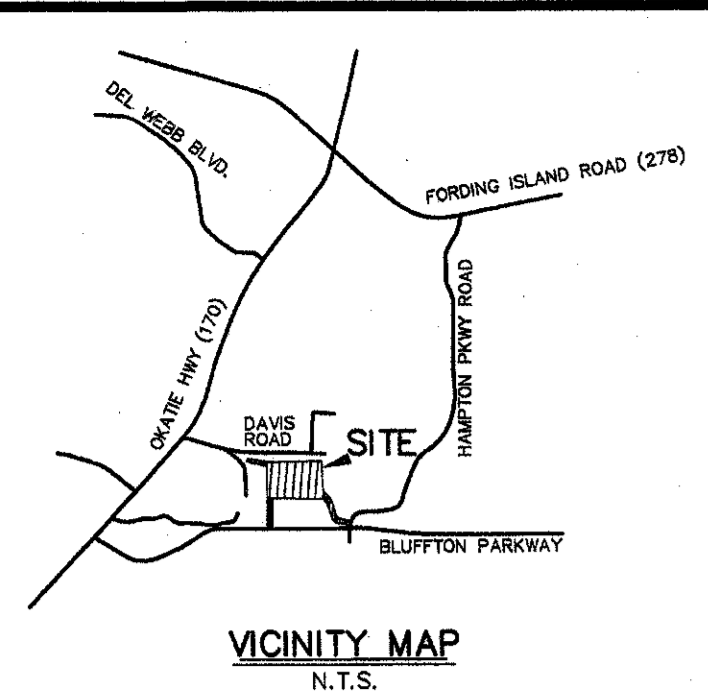 DEL WEBB BLVD.
FORDING ISLAND ROAD (278)
OKATIE HWY (170)
HAMPTON PKWY ROAD
DAVIS
ROAD
SITE
BLUFFTON PARKWAY
VICINITY MAP
N.T.S.